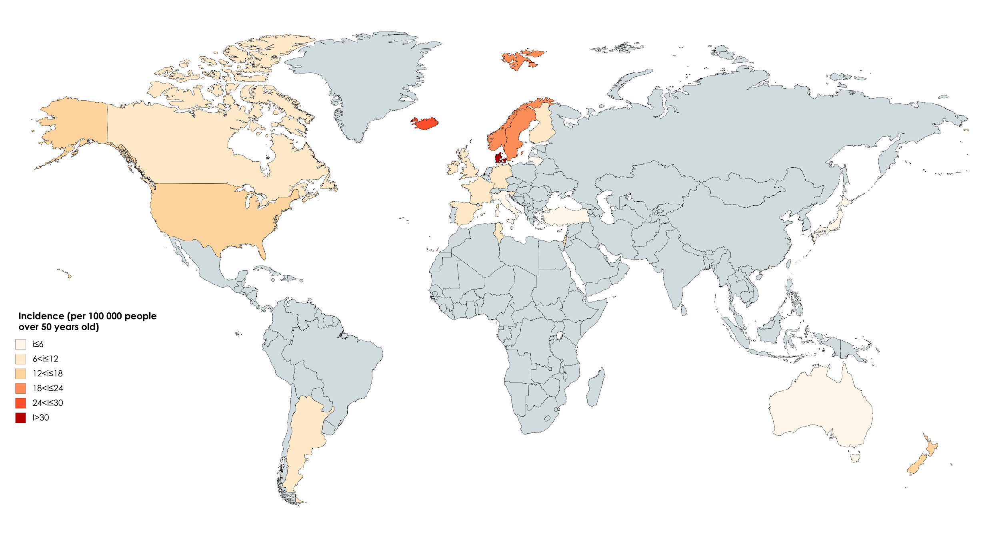 Incidence (per 100 000 people
over 50 years old)
i≤6
6<i≤12
12<i≤18
18<I≤24
24<I≤30
I>30